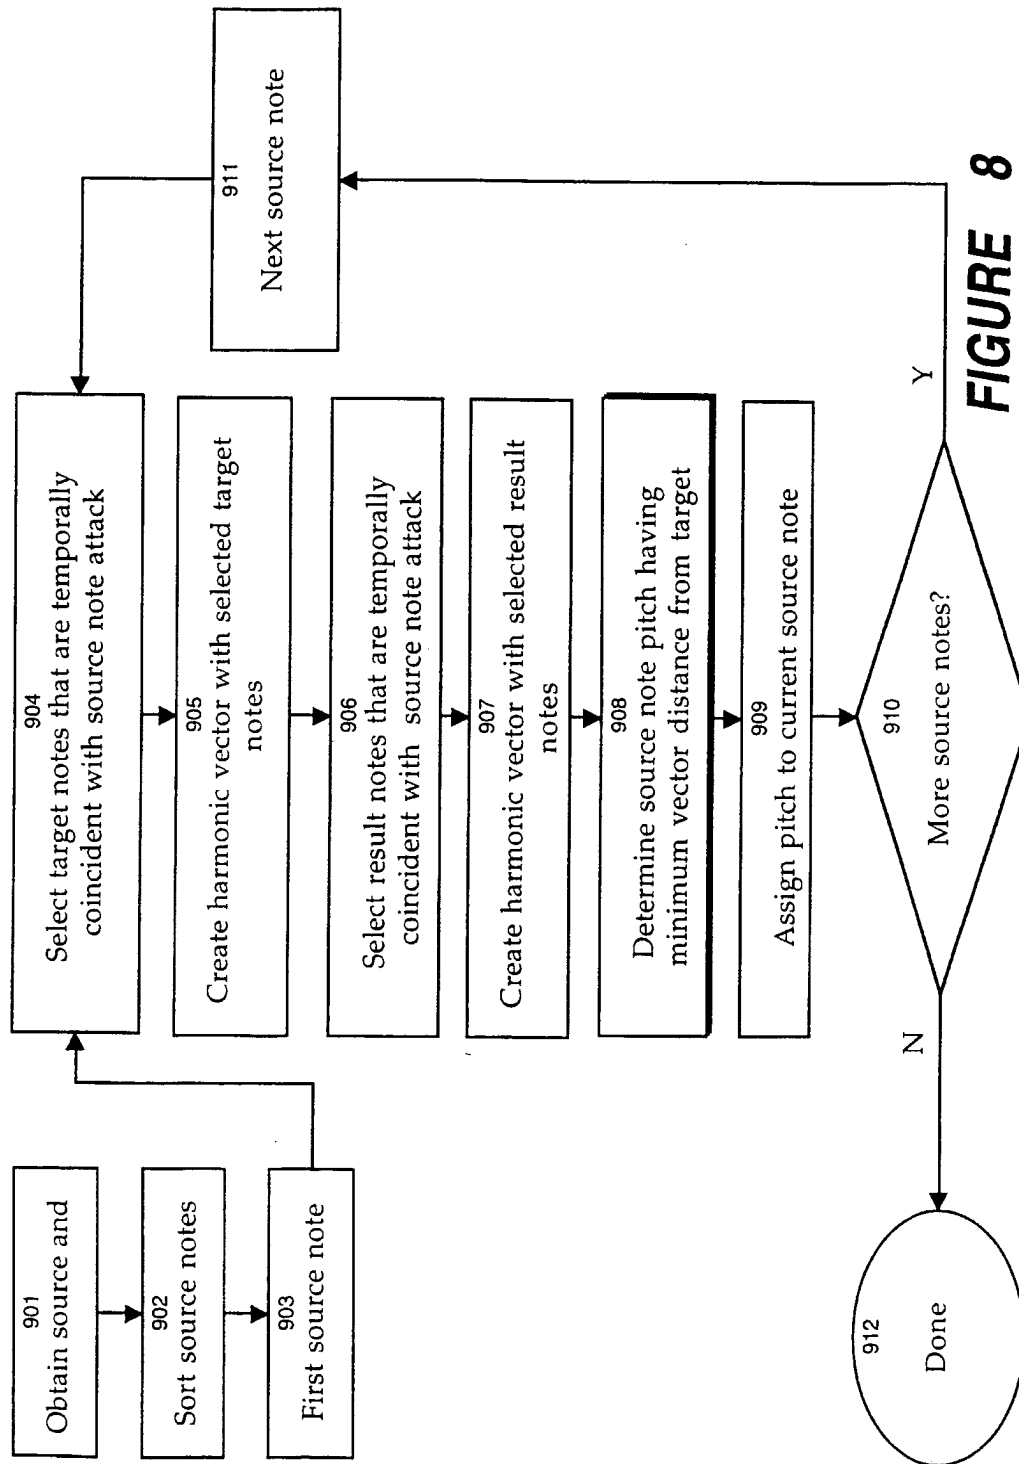 901
Obtain source and
902
Sort source notes
903
First source note
904
Select target notes that are temporally
coincident with source note attack
905
Create harmonic vector with selected target
notes
906
Select result notes that are temporally
coincident with source note attack
907
Create harmonic vector with selected result
notes
908
Determine source note pitch having
minimum vector distance from target
909
Assign pitch to current source note
910
More source notes?
N
Y
911
Next source note
912
Done
FIGURE 8